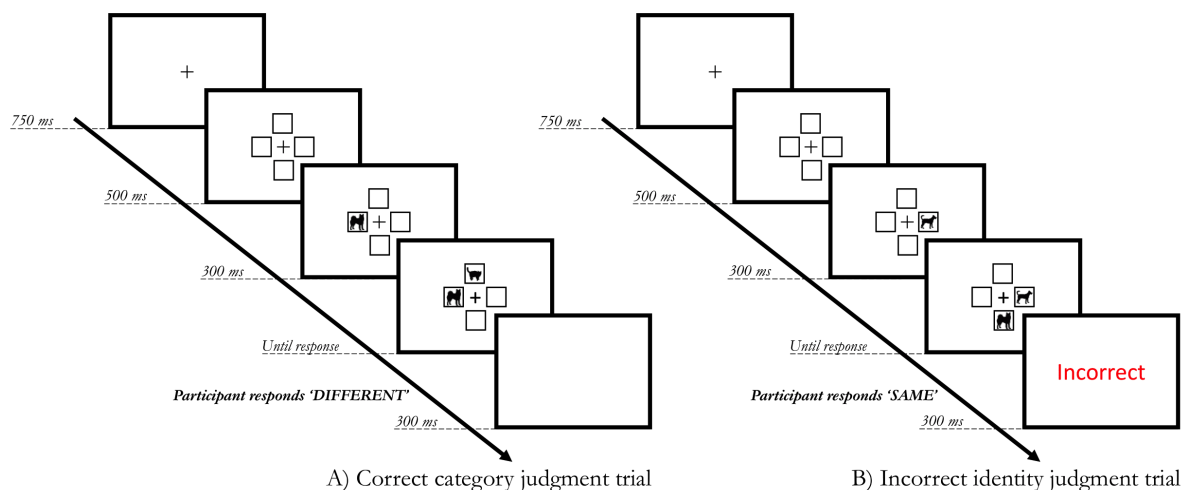 750 ms
500 ms
300 ms
Until response
Participant responds ‘DIFFERENT’
300 ms
A) Correct category judgment trial
750 ms
500 ms
300 ms
Until response
Participant responds ‘SAME’
300 ms
Incorrect
B) Incorrect identity judgment trial